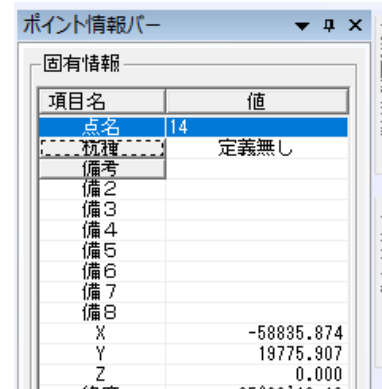 ポイント情報バー
固有情報
項目名 値
点名 14
杭種 定義無し
備考
備2
備3
備4
備5
備6
備7
備8
X -58835.874
Y 19775.907
Z 0.000